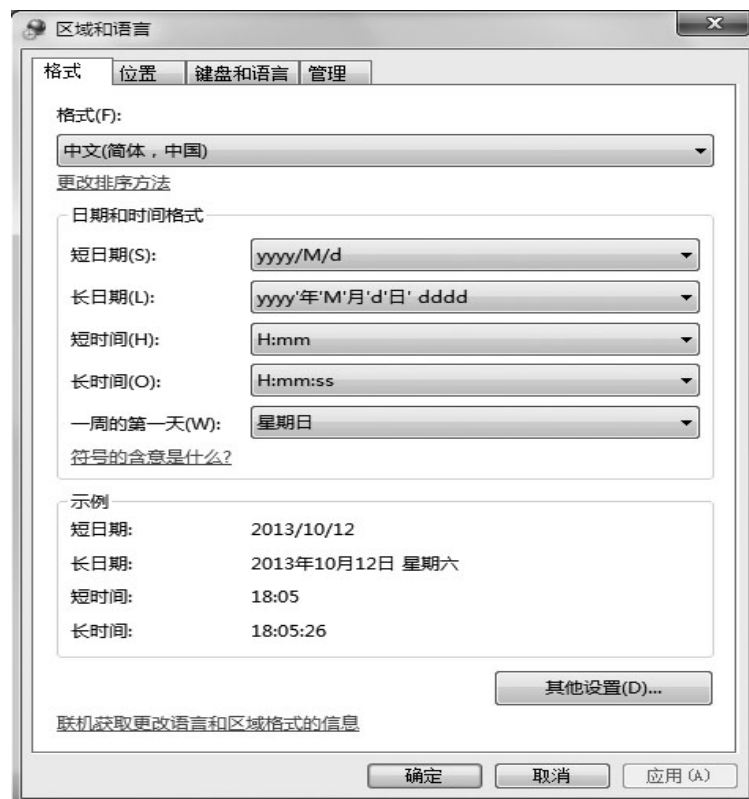 区域和语言
格式 位置 键盘和语言 管理
格式(F):
中文(简体，中国)
更改排序方法
日期和时间格式
短日期(S): yyyy/M/d
长日期(L): yyyy'年'M'月'd'日' dddd
短时间(H): H:mm
长时间(O): H:mm:ss
一周的第一天(W): 星期日
符号的含意是什么?
示例
短日期: 2013/10/12
长日期: 2013年10月12日 星期六
短时间: 18:05
长时间: 18:05:26
其他设置(D)...
联机获取更改语言和区域格式的信息
确定 取消 应用(A)